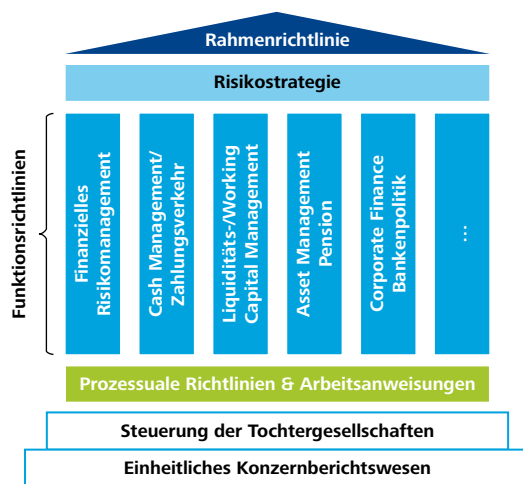 Rahmenrichtlinie
Risikostrategie
Funktionsrichtlinien
Finanzielles
Risikomanagement
Cash Management/
Zahlungsverkehr
Liquiditäts-/Working
Capital Management
Asset Management
Pension
Corporate Finance
Bankenpolitik
...
Prozessuale Richtlinien & Arbeitsanweisungen
Steuerung der Tochtergesellschaften
Einheitliches Konzernberichtswesen